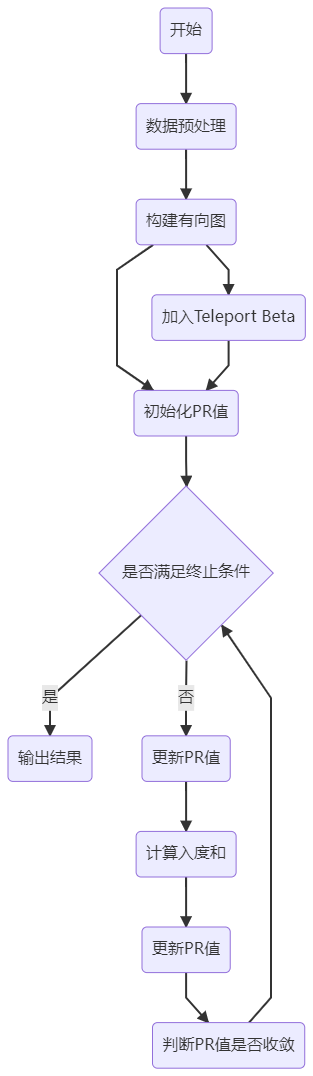 开始
数据预处理
构建有向图
加入Teleport Beta
初始化PR值
是否满足终止条件
是
否
输出结果
更新PR值
计算入度和
更新PR值
判断PR值是否收敛